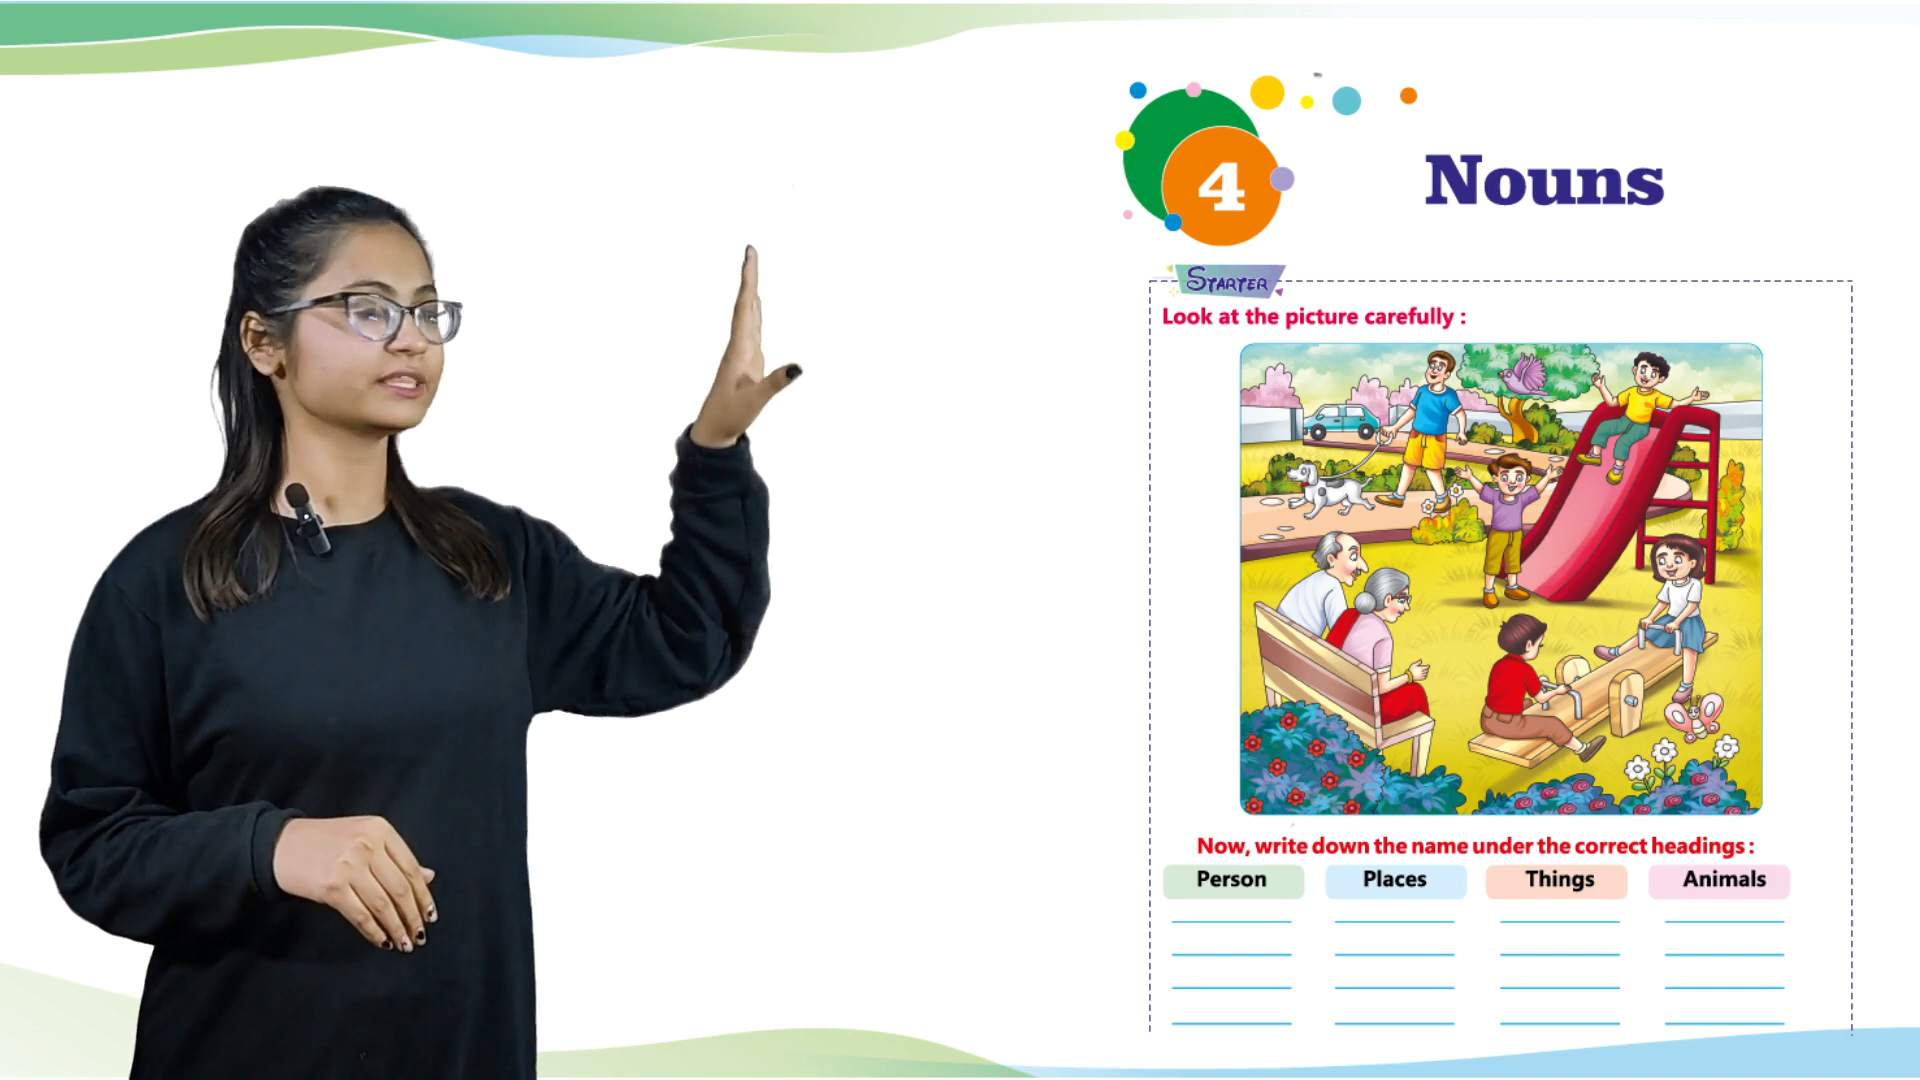 4
Nouns
STARTER
Look at the picture carefully :
Now, write down the name under the correct headings :
Person Places Things Animals